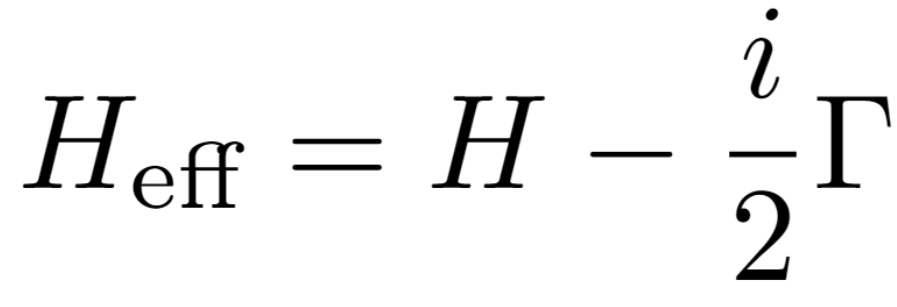 H_eff = H − i/2 Γ